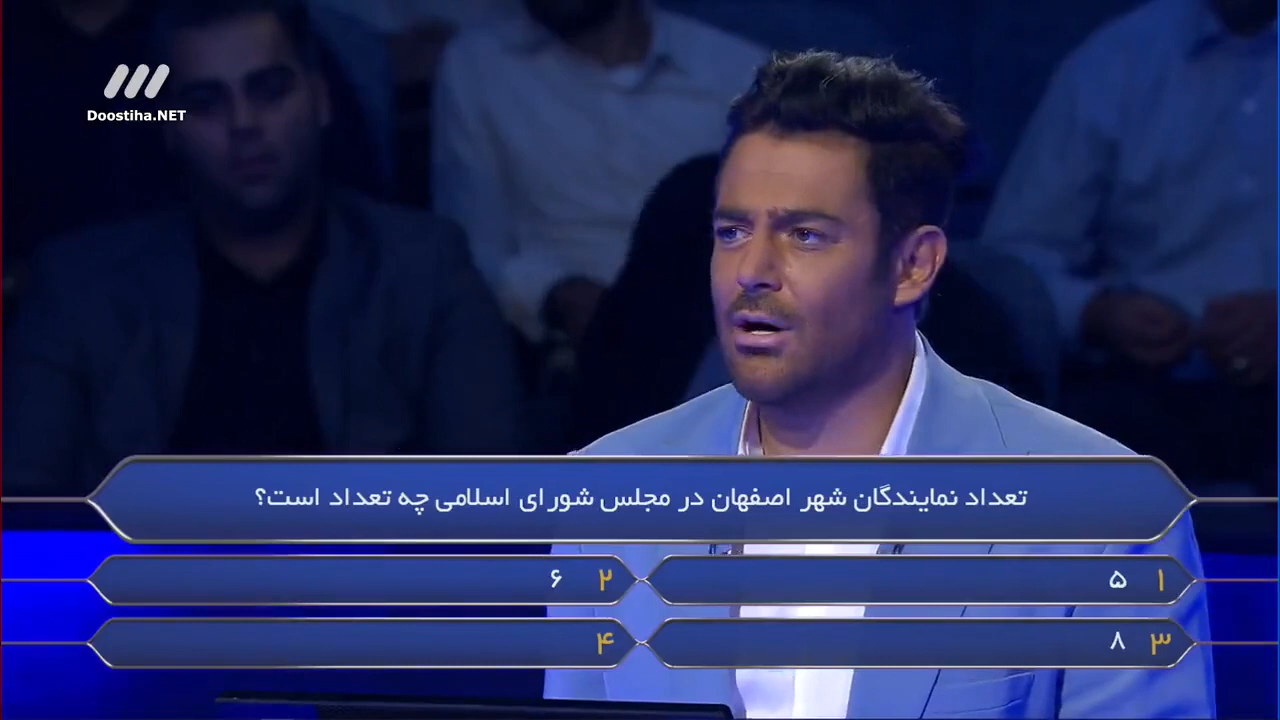 Doostiha.NET
تعداد نمایندگان شهر اصفهان در مجلس شورای اسلامی چه تعداد است؟
۱ ۵
۲ ۶
۳ ۸
۴